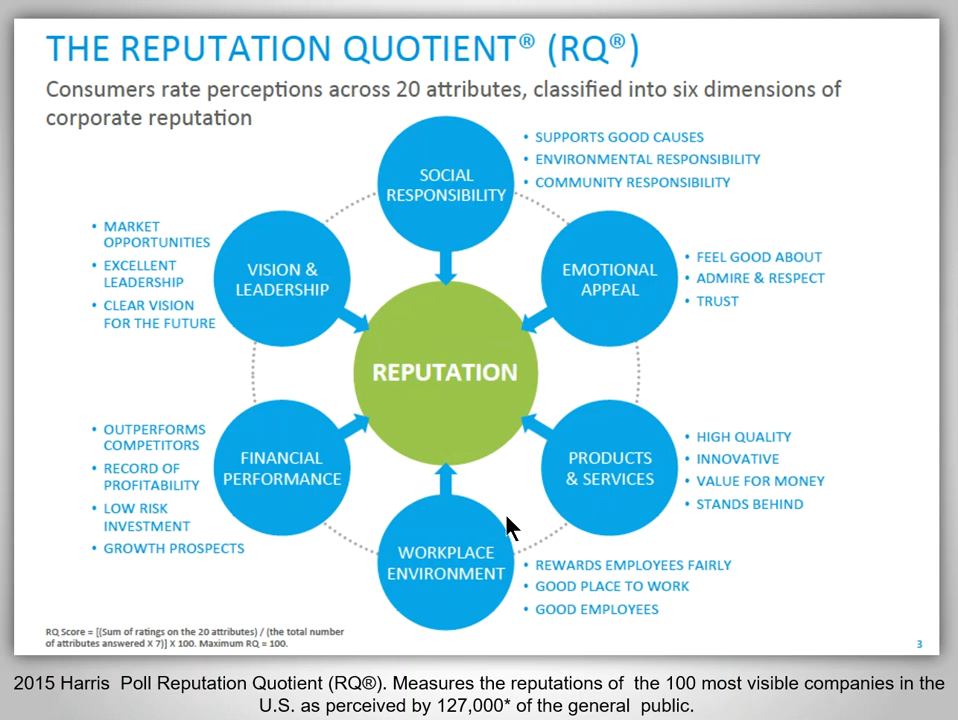 THE REPUTATION QUOTIENT® (RQ®)
Consumers rate perceptions across 20 attributes, classified into six dimensions of
corporate reputation
SOCIAL
RESPONSIBILITY
• SUPPORTS GOOD CAUSES
• ENVIRONMENTAL RESPONSIBILITY
• COMMUNITY RESPONSIBILITY
EMOTIONAL
APPEAL
• FEEL GOOD ABOUT
• ADMIRE & RESPECT
• TRUST
PRODUCTS
& SERVICES
• HIGH QUALITY
• INNOVATIVE
• VALUE FOR MONEY
• STANDS BEHIND
WORKPLACE
ENVIRONMENT
• REWARDS EMPLOYEES FAIRLY
• GOOD PLACE TO WORK
• GOOD EMPLOYEES
FINANCIAL
PERFORMANCE
• OUTPERFORMS
COMPETITORS
• RECORD OF
PROFITABILITY
• LOW RISK
INVESTMENT
• GROWTH PROSPECTS
VISION &
LEADERSHIP
• MARKET
OPPORTUNITIES
• EXCELLENT
LEADERSHIP
• CLEAR VISION
FOR THE FUTURE
REPUTATION
RQ Score = [(Sum of ratings on the 20 attributes) / (the total number
of attributes answered X 7)] X 100. Maximum RQ = 100.
3
2015 Harris Poll Reputation Quotient (RQ®). Measures the reputations of the 100 most visible companies in the
U.S. as perceived by 127,000* of the general public.